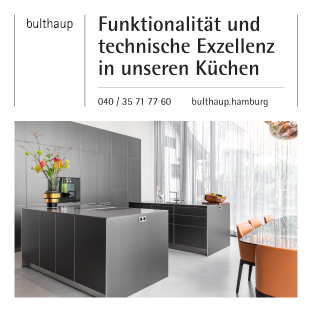 bulthaup
Funktionalität und
technische Exzellenz
in unseren Küchen
040 / 35 71 77 60
bulthaup.hamburg